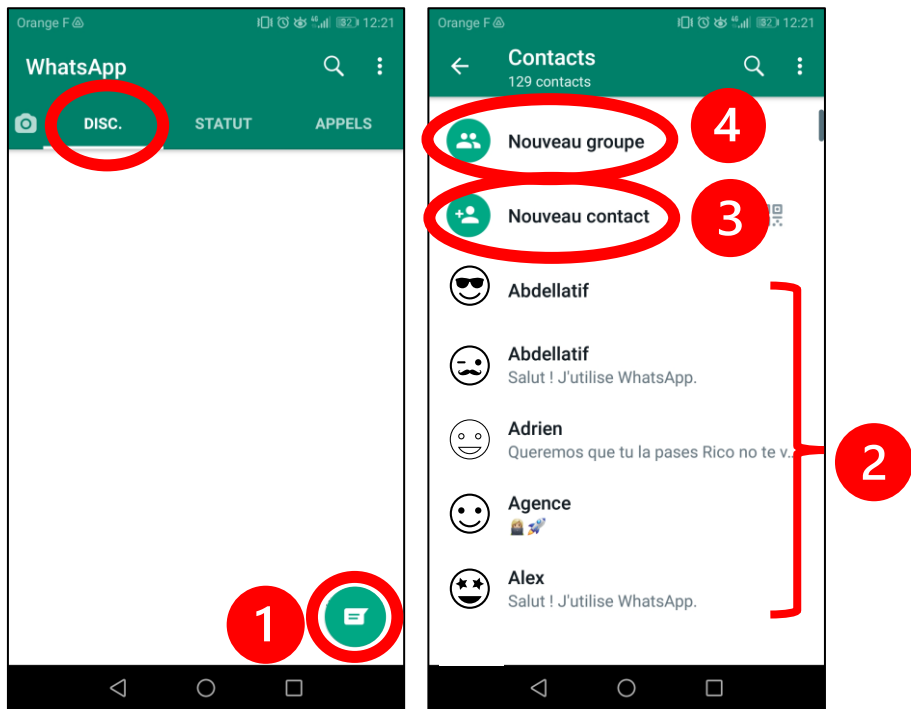 Orange F 12:21
WhatsApp
DISC. STATUT APPELS
1
Orange F 12:21
Contacts
129 contacts
Nouveau groupe
4
Nouveau contact
3
Abdellatif
Abdellatif
Salut ! J'utilise WhatsApp.
Adrien
Queremos que tu la pases Rico no te v..
2
Agence
Alex
Salut ! J'utilise WhatsApp.